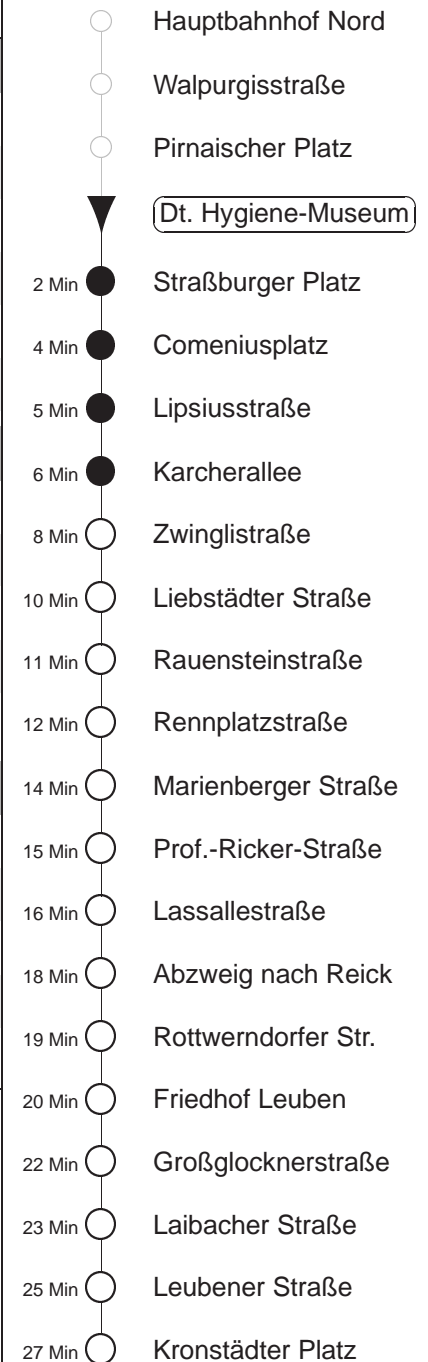 Hauptbahnhof Nord
Walpurgisstraße
Pirnaischer Platz
Dt. Hygiene-Museum
2 Min Straßburger Platz
4 Min Comeniusplatz
5 Min Lipsiusstraße
6 Min Karcherallee
8 Min Zwinglistraße
10 Min Liebstädter Straße
11 Min Rauensteinstraße
12 Min Rennplatzstraße
14 Min Marienberger Straße
15 Min Prof.-Ricker-Straße
16 Min Lassallestraße
18 Min Abzweig nach Reick
19 Min Rottwerndorfer Str.
20 Min Friedhof Leuben
22 Min Großglocknerstraße
23 Min Laibacher Straße
25 Min Leubener Straße
27 Min Kronstädter Platz